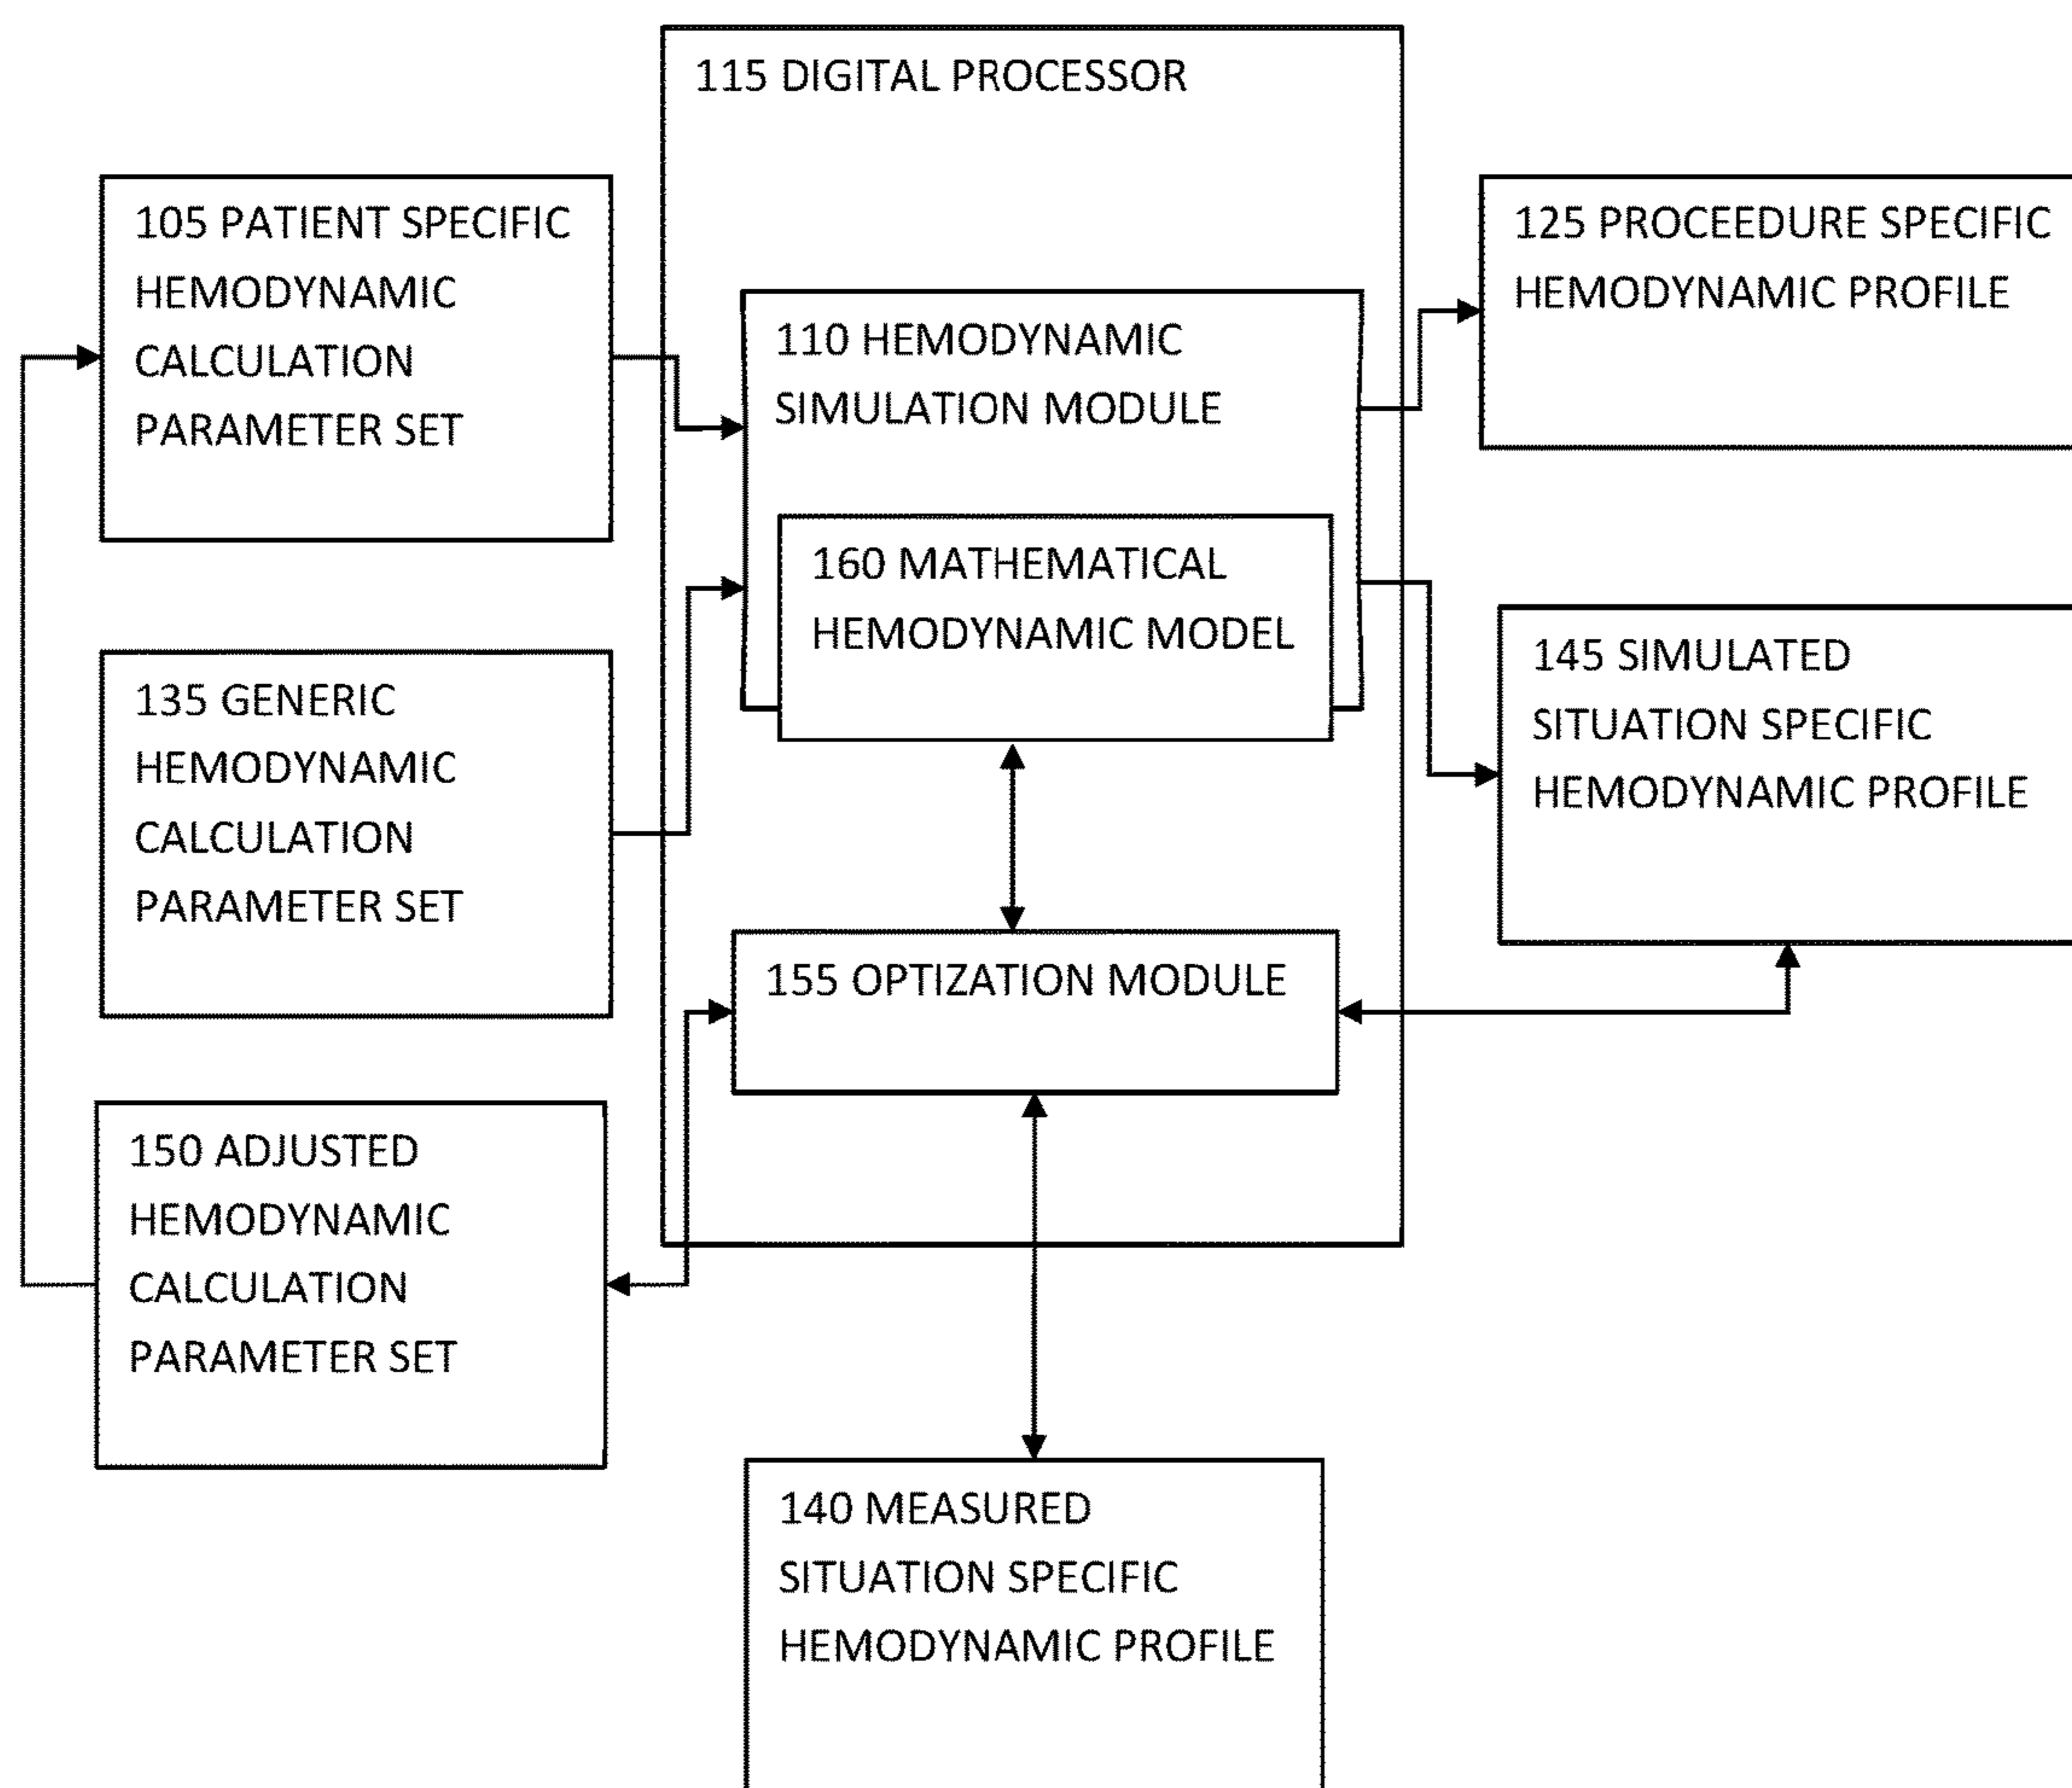 115 DIGITAL PROCESSOR
105 PATIENT SPECIFIC
HEMODYNAMIC
CALCULATION
PARAMETER SET
125 PROCEEDURE SPECIFIC
HEMODYNAMIC PROFILE
110 HEMODYNAMIC
SIMULATION MODULE
160 MATHEMATICAL
HEMODYNAMIC MODEL
135 GENERIC
HEMODYNAMIC
CALCULATION
PARAMETER SET
145 SIMULATED
SITUATION SPECIFIC
HEMODYNAMIC PROFILE
155 OPTIZATION MODULE
150 ADJUSTED
HEMODYNAMIC
CALCULATION
PARAMETER SET
140 MEASURED
SITUATION SPECIFIC
HEMODYNAMIC PROFILE